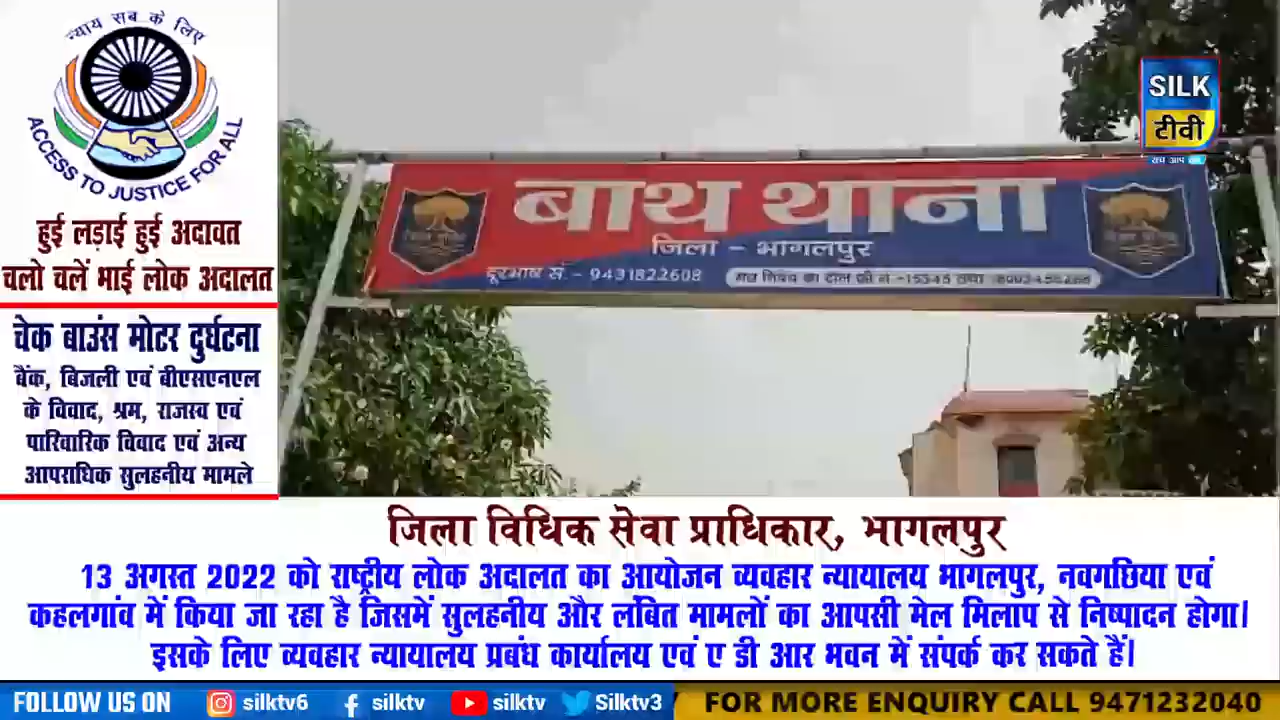 न्याय सब के लिए
ACCESS TO JUSTICE FOR ALL
हुई लड़ाई हुई अदावत
चलो चलें भाई लोक अदालत
चेक बाउंस मोटर दुर्घटना
बैंक, बिजली एवं बीएसएनएल
के विवाद, श्रम, राजस्व एवं
पारिवारिक विवाद एवं अन्य
आपराधिक सुलहनीय मामले
SILK
टीवी
बाथ थाना
जिला - भागलपुर
दूरभाष सं. - 9431822608
जिला विधिक सेवा प्राधिकार, भागलपुर
13 अगस्त 2022 को राष्ट्रीय लोक अदालत का आयोजन व्यवहार न्यायालय भागलपुर, नवगछिया एवं
कहलगांव में किया जा रहा है जिसमें सुलहनीय और लंबित मामलों का आपसी मेल मिलाप से निष्पादन होगा।
इसके लिए व्यवहार न्यायालय प्रबंध कार्यालय एवं ए डी आर भवन में संपर्क कर सकते हैं।
FOLLOW US ON silktv6 silktv silktv Silktv3 FOR MORE ENQUIRY CALL 9471232040